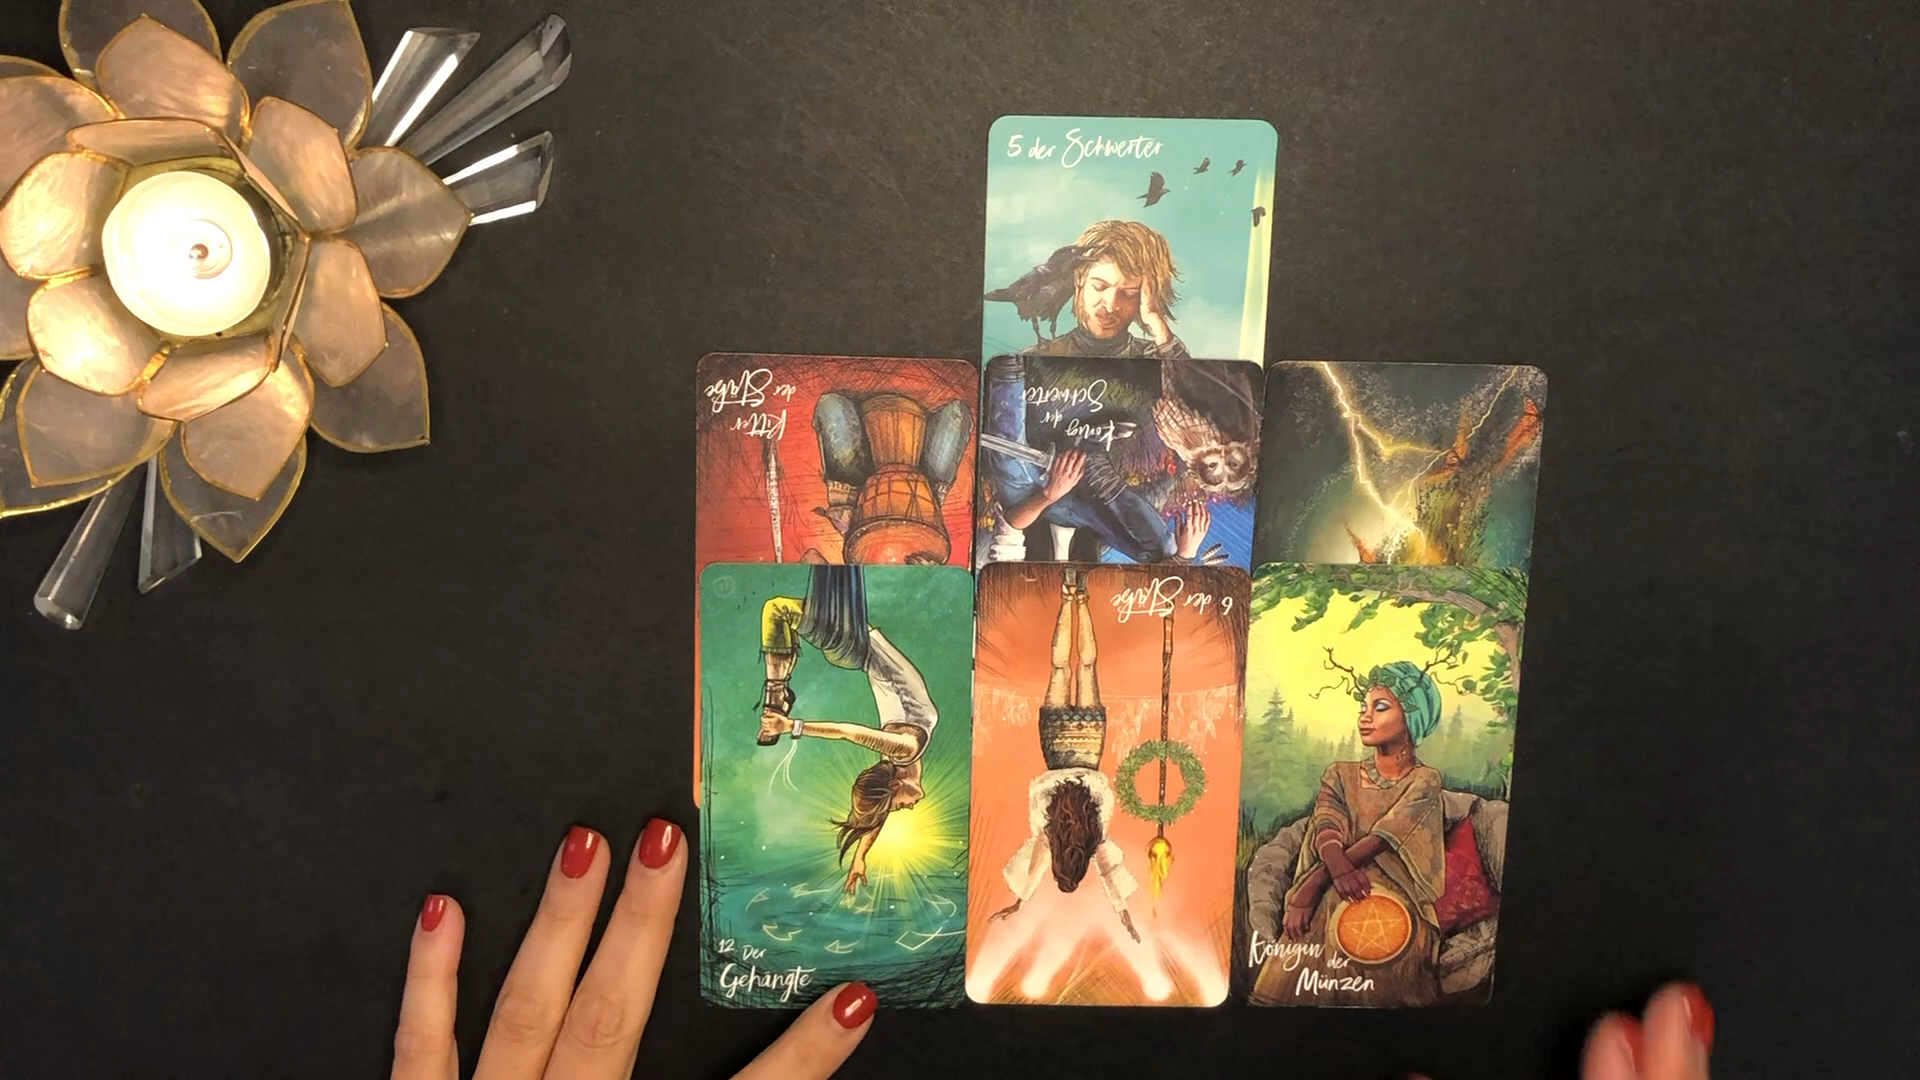 5 der Schwerter
Ritter
der Stäbe
König
der
Schwerter
6 der Stäbe
12 Der
Gehängte
Königin der
Münzen